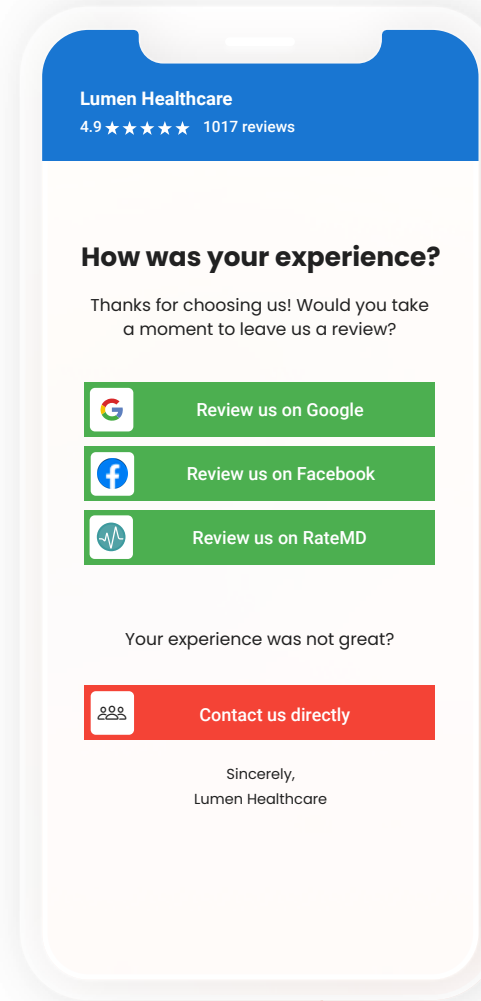 Lumen Healthcare
4.9 ★★★★★ 1017 reviews
How was your experience?
Thanks for choosing us! Would you take
a moment to leave us a review?
Review us on Google
Review us on Facebook
Review us on RateMD
Your experience was not great?
Contact us directly
Sincerely,
Lumen Healthcare